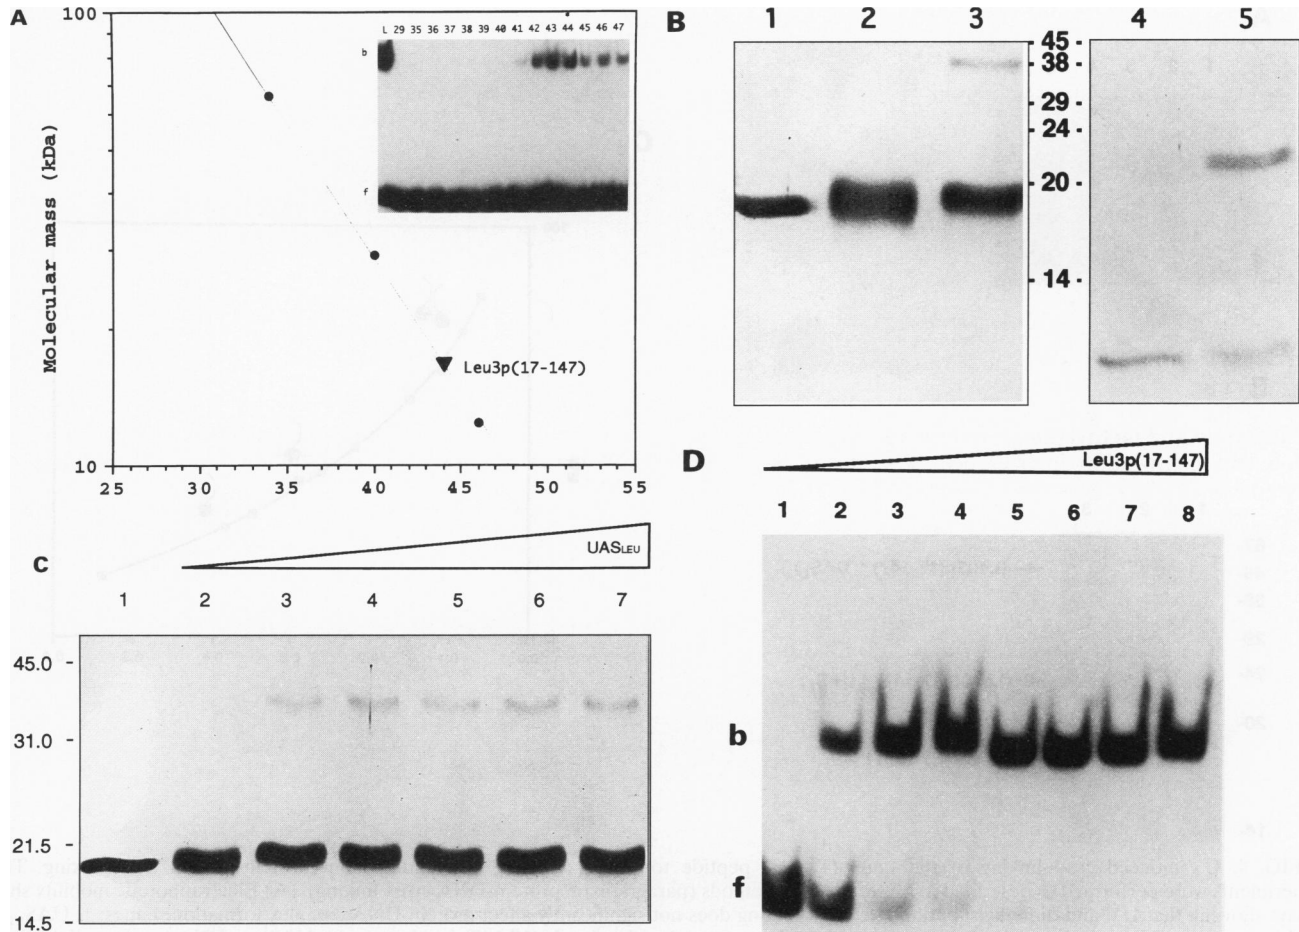 A
100
Molecular mass (kDa)
10
25 30 35 40 45 50 55
L 29 35 36 37 38 39 40 41 42 43 44 45 46 47
b
f
Leu3p(17-147)
B
1 2 3 4 5
45
38
29
24
20
14
C
UASLEU
1 2 3 4 5 6 7
45.0
31.0
21.5
14.5
D
Leu3p(17-147)
1 2 3 4 5 6 7 8
b
f